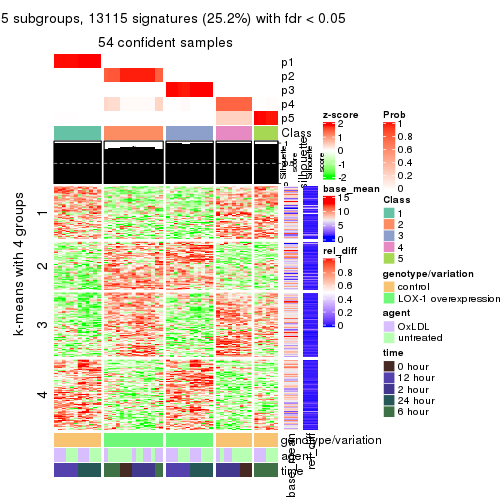 5 subgroups, 13115 signatures (25.2%) with fdr < 0.05
54 confident samples
p1
p2
p3
p4
p5
Class
Silhouette
score
silhouette
k-means with 4 groups
1
2
3
4
genotype/variation
agent
time
base_mean
rel_diff
z-score
2
1
0
-1
-2
base_mean
15
10
5
0
rel_diff
1
0.8
0.6
0.4
0.2
0
Prob
1
0.8
0.6
0.4
0.2
0
Class
1
2
3
4
5
genotype/variation
control
LOX-1 overexpression
agent
OxLDL
untreated
time
0 hour
12 hour
2 hour
24 hour
6 hour